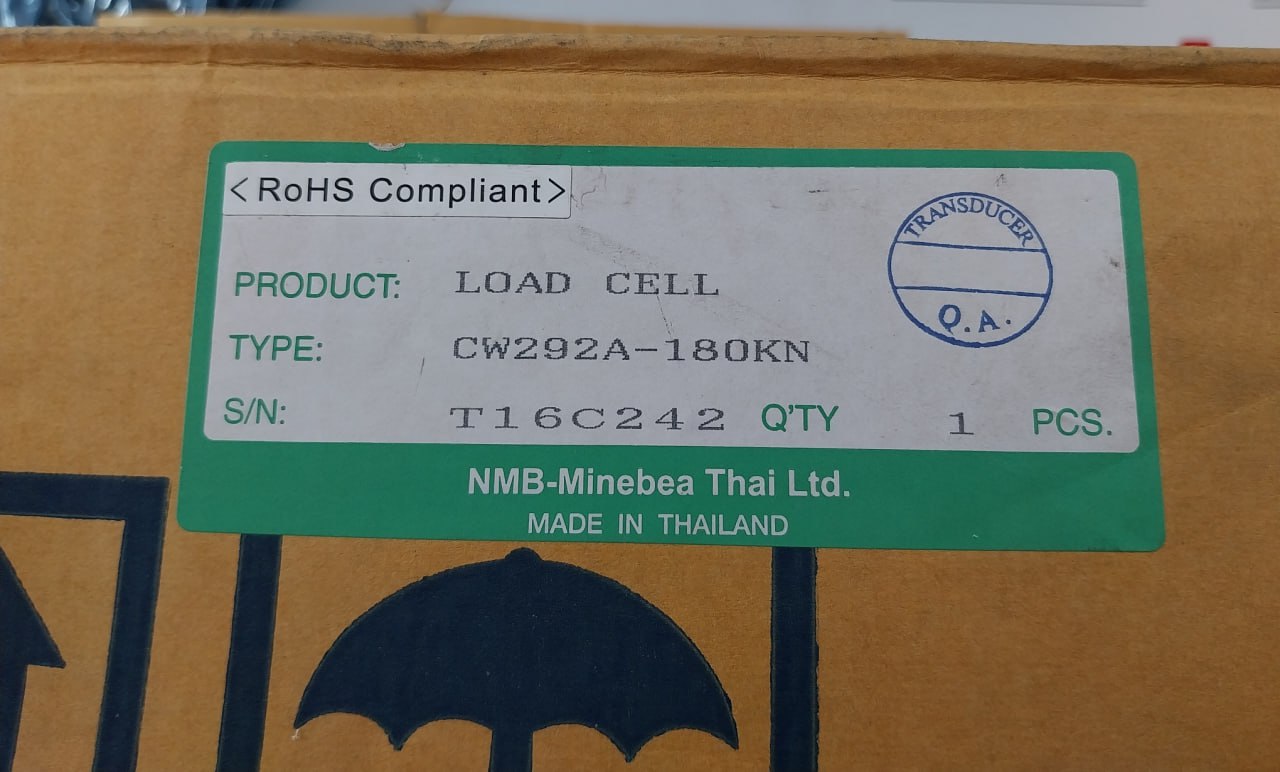 <RoHS Compliant>
TRANSDUCER
Q.A.
PRODUCT: LOAD CELL
TYPE: CW292A-180KN
S/N: T16C242 Q'TY 1 PCS.
NMB-Minebea Thai Ltd.
MADE IN THAILAND